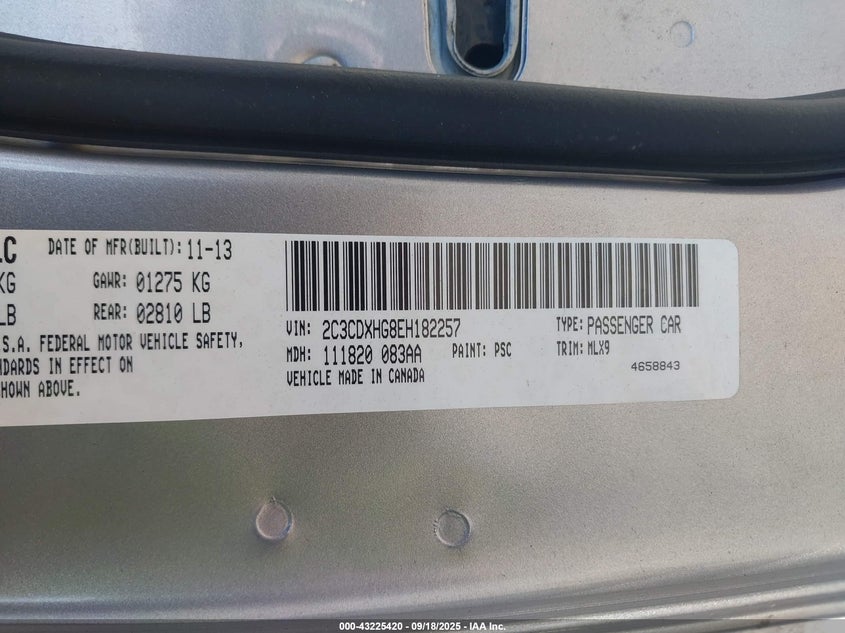 LC DATE OF MFR(BUILT): 11-13
KG GAWR: 01275 KG
LB REAR: 02810 LB
S.A. FEDERAL MOTOR VEHICLE SAFETY,
NDARDS IN EFFECT ON
SHOWN ABOVE.
VIN: 2C3CDXHG8EH182257 TYPE: PASSENGER CAR
MDH: 111820 083AA PAINT: PSC TRIM: MLX9
VEHICLE MADE IN CANADA 4658843
000-43225420 - 09/18/2025 - IAA Inc.